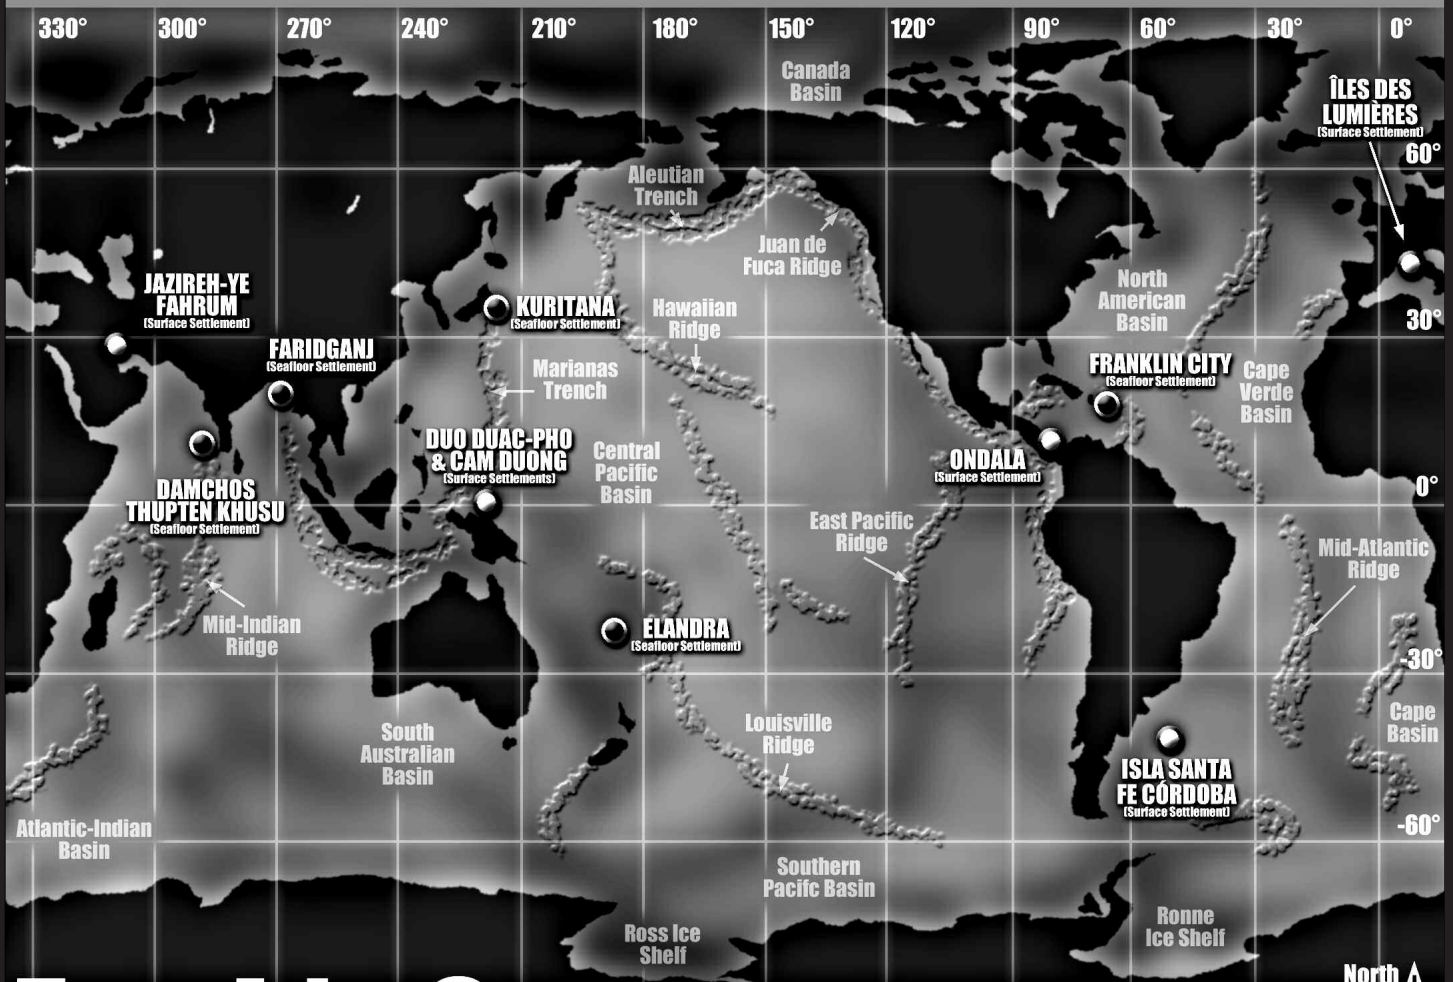 330°
300°
270°
240°
210°
180°
150°
120°
90°
60°
30°
0°
Canada
Basin
ÎLES DES
LUMIÈRES
(Surface Settlement)
60°
Aleutian
Trench
Juan de
Fuca Ridge
JAZIREH-YE
FAHRUM
(Surface Settlement)
KURITANA
(Seafloor Settlement)
Hawaiian
Ridge
North
American
Basin
30°
FARIDGANJ
(Seafloor Settlement)
Marianas
Trench
FRANKLIN CITY
(Seafloor Settlement)
Cape
Verde
Basin
DUO DUAC-PHO
& CAM DUONG
(Surface Settlements)
Central
Pacific
Basin
ONDALA
(Surface Settlement)
DAMCHOS
THUPTEN KHUSU
(Seafloor Settlement)
0°
East Pacific
Ridge
Mid-Atlantic
Ridge
Mid-Indian
Ridge
ELANDRA
(Seafloor Settlement)
-30°
South
Australian
Basin
Louisville
Ridge
Cape
Basin
ISLA SANTA
FE CÓRDOBA
(Surface Settlement)
Atlantic-Indian
Basin
-60°
Southern
Pacifc Basin
Ross Ice
Shelf
Ronne
Ice Shelf
North